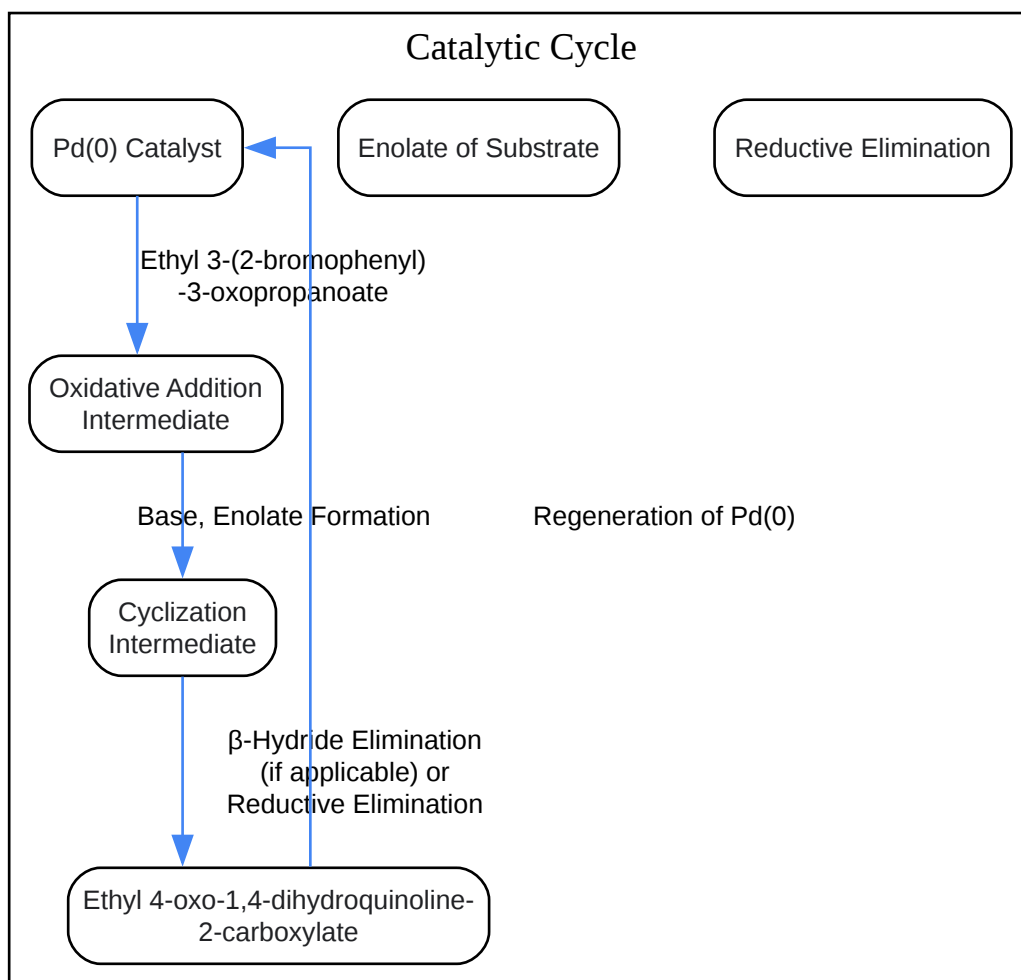 Catalytic Cycle
Pd(0) Catalyst
Enolate of Substrate
Reductive Elimination
Ethyl 3-(2-bromophenyl)
-3-oxopropanoate
Oxidative Addition
Intermediate
Base, Enolate Formation
Regeneration of Pd(0)
Cyclization
Intermediate
β-Hydride Elimination
(if applicable) or
Reductive Elimination
Ethyl 4-oxo-1,4-dihydroquinoline-
2-carboxylate